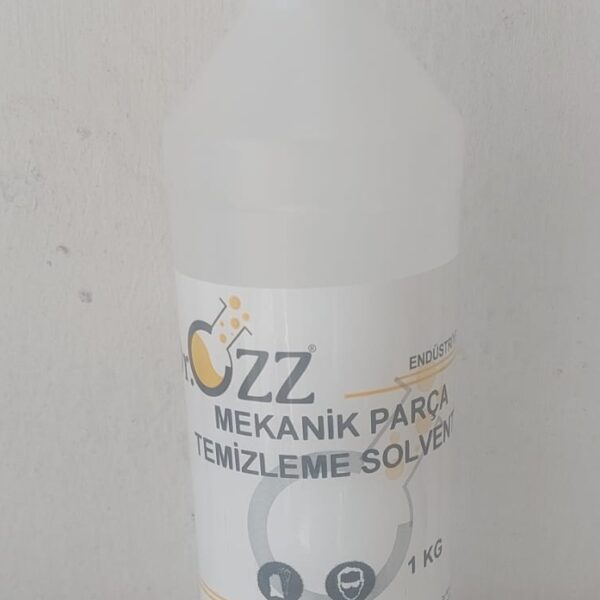 r.Ozz®
ENDÜSTRİ
MEKANİK PARÇA
TEMİZLEME SOLVENT
1 KG